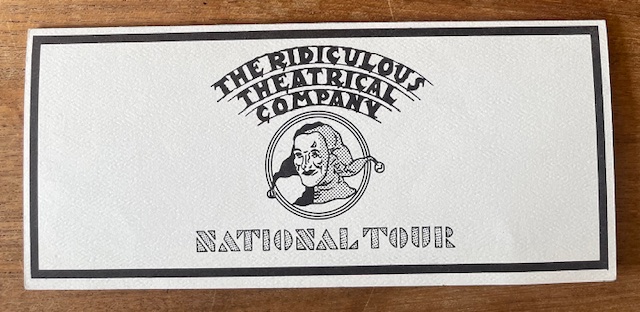 THE RIDICULOUS
THEATRICAL
COMPANY
NATIONAL TOUR